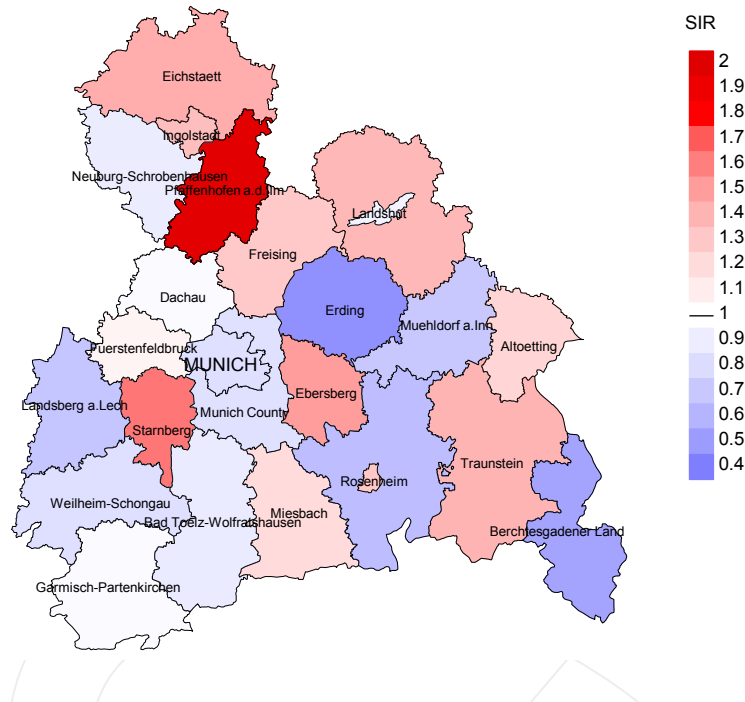 SIR
2
1.9
1.8
1.7
1.6
1.5
1.4
1.3
1.2
1.1
1
0.9
0.8
0.7
0.6
0.5
0.4
Eichstaett
Ingolstadt
Neuburg-Schrobenhausen
Pfaffenhofen a.d.Ilm
Landshut
Freising
Dachau
Erding
Muehldorf a.Inn
Altoetting
Fuerstenfeldbruck
MUNICH
Ebersberg
Landsberg a.Lech
Munich County
Starnberg
Traunstein
Rosenheim
Weilheim-Schongau
Miesbach
Bad Toelz-Wolfratshausen
Berchtesgadener Land
Garmisch-Partenkirchen